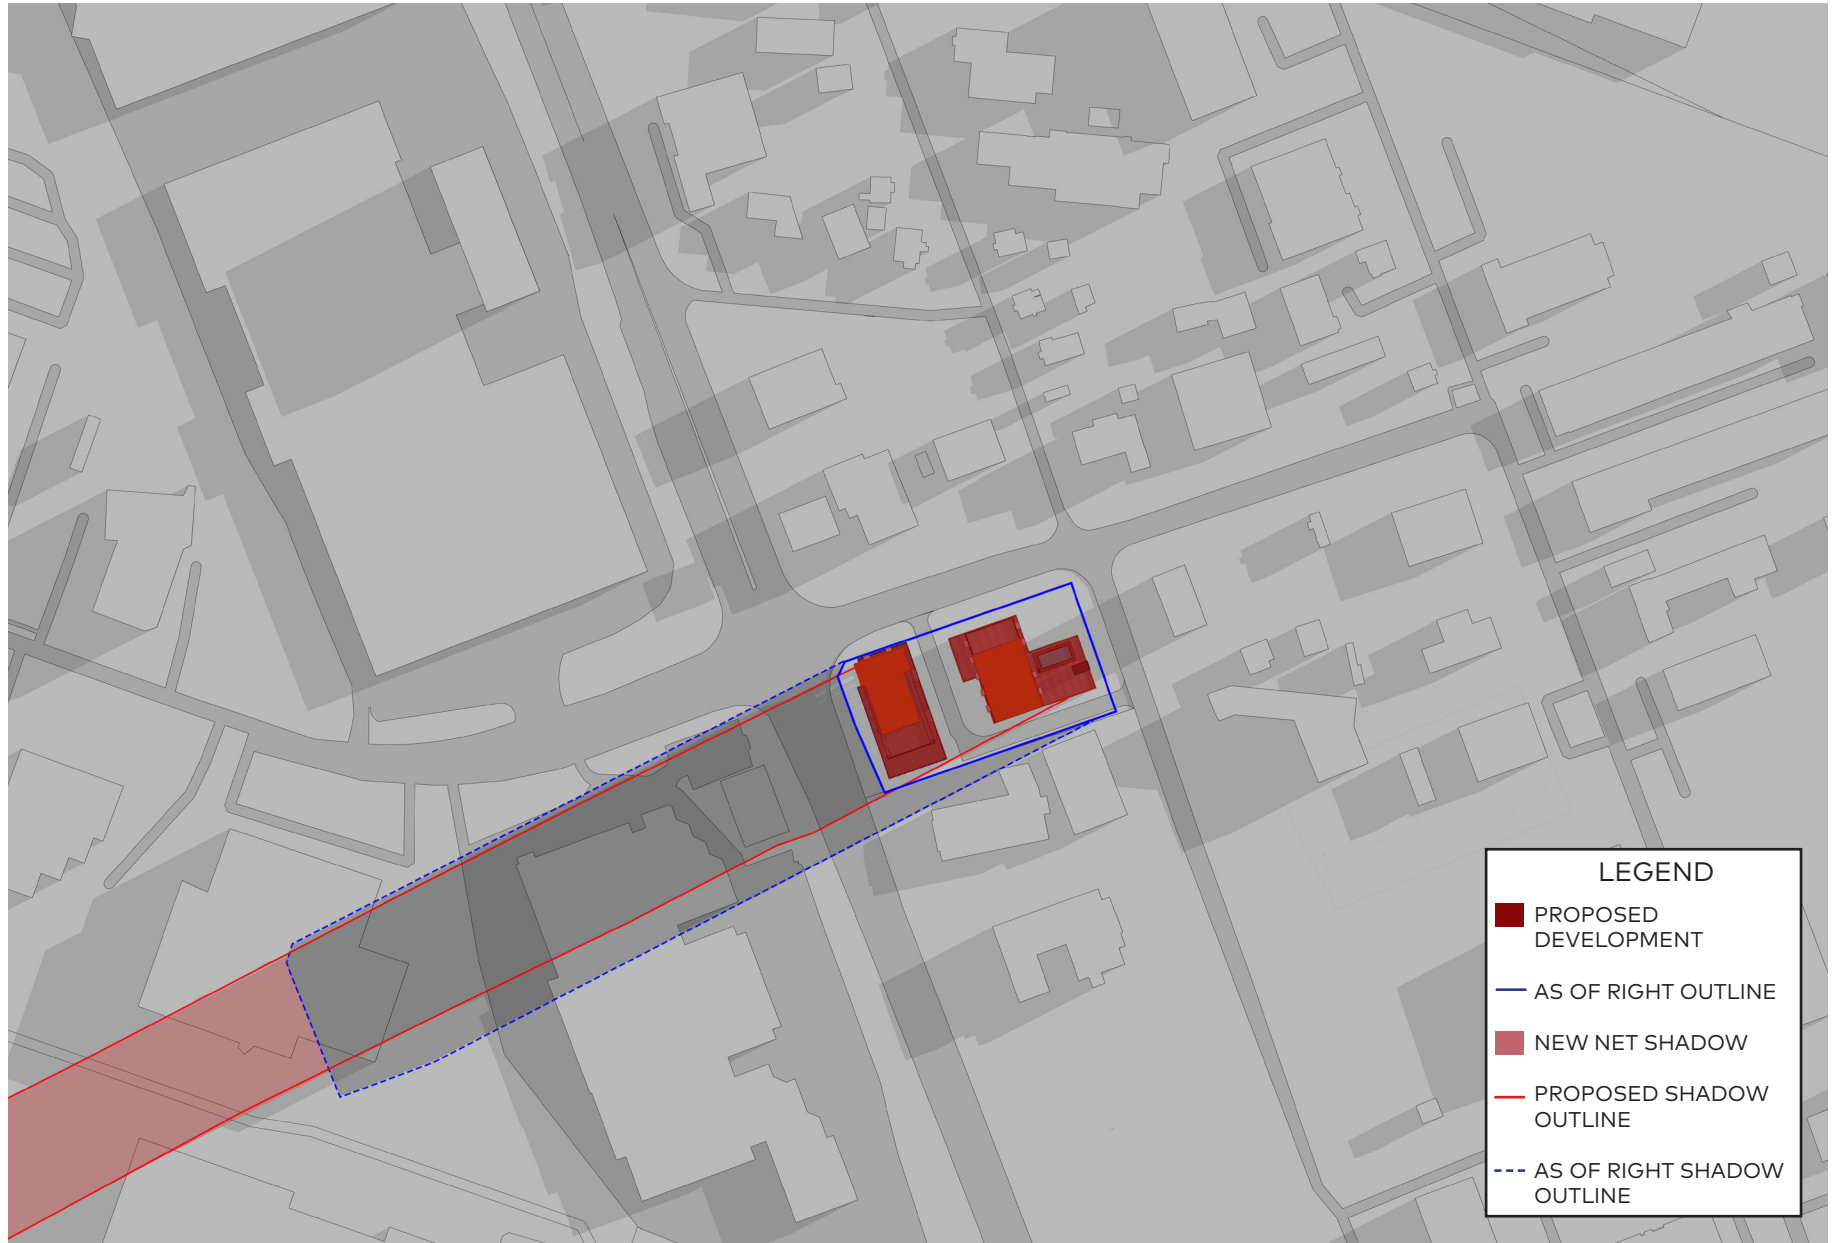 LEGEND
PROPOSED
DEVELOPMENT
AS OF RIGHT OUTLINE
NEW NET SHADOW
PROPOSED SHADOW
OUTLINE
AS OF RIGHT SHADOW
OUTLINE